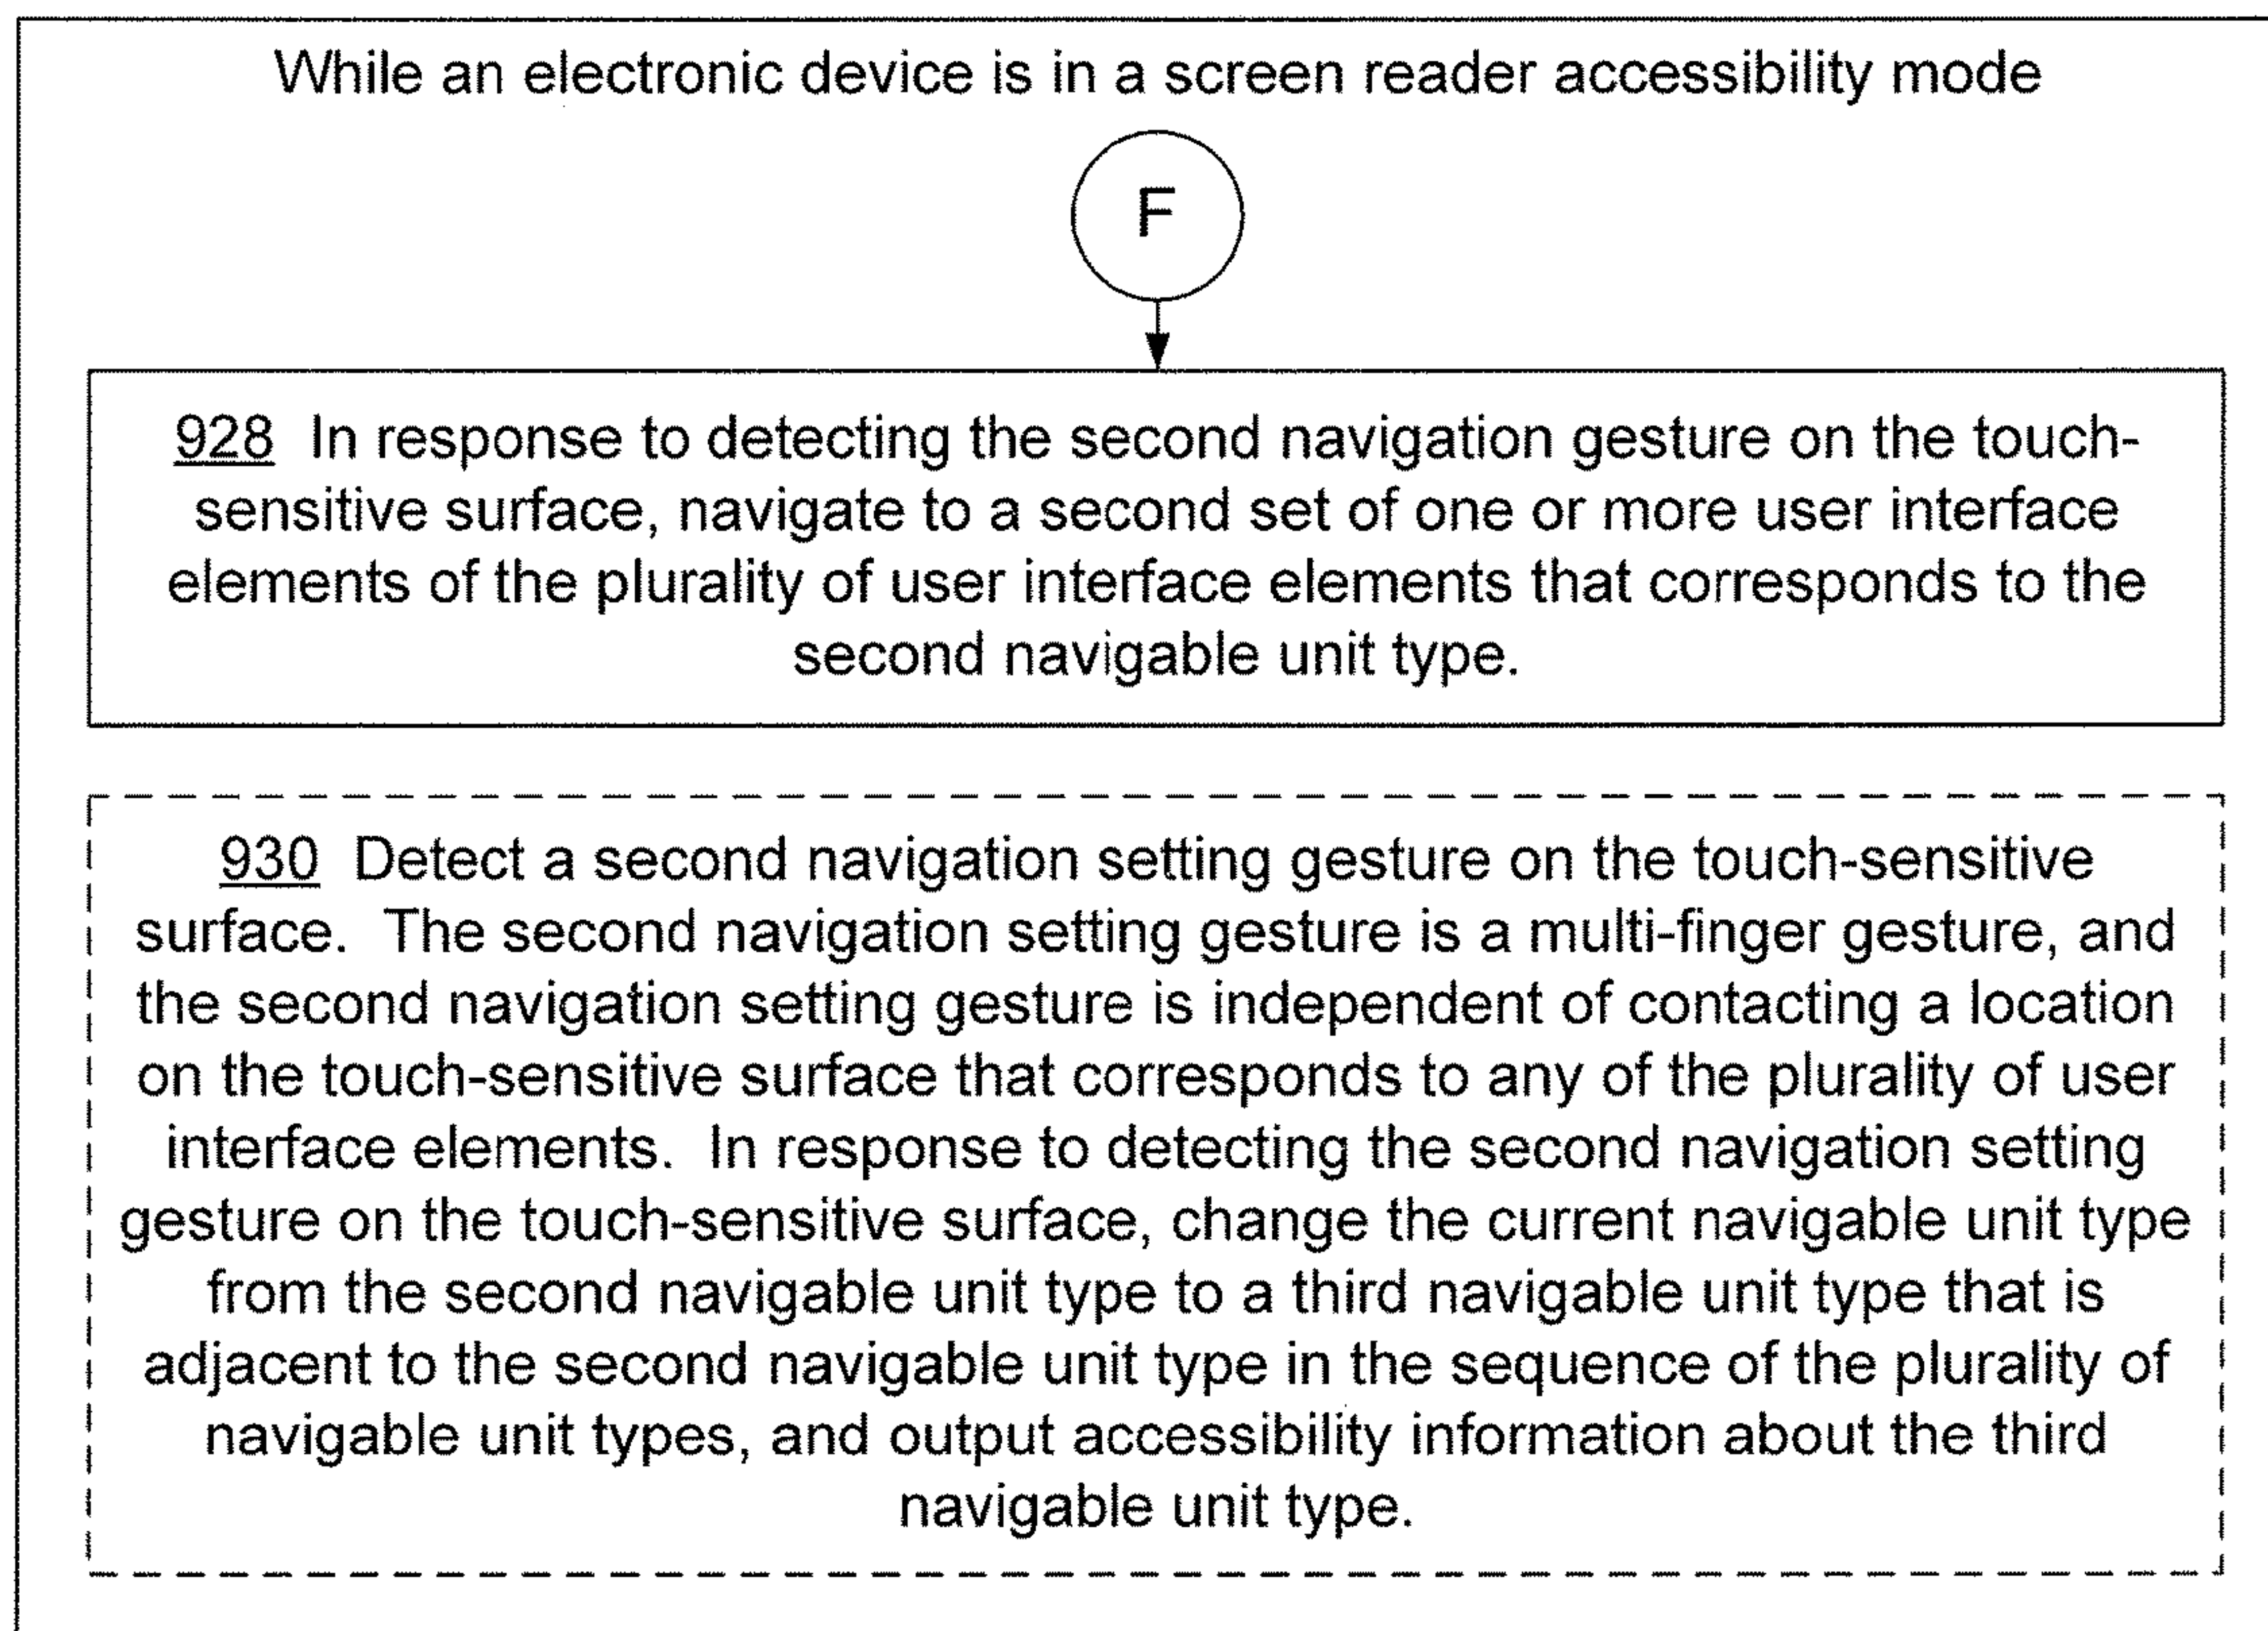 While an electronic device is in a screen reader accessibility mode
F
928 In response to detecting the second navigation gesture on the touch-
sensitive surface, navigate to a second set of one or more user interface
elements of the plurality of user interface elements that corresponds to the
second navigable unit type.
930 Detect a second navigation setting gesture on the touch-sensitive
surface. The second navigation setting gesture is a multi-finger gesture, and
the second navigation setting gesture is independent of contacting a location
on the touch-sensitive surface that corresponds to any of the plurality of user
interface elements. In response to detecting the second navigation setting
gesture on the touch-sensitive surface, change the current navigable unit type
from the second navigable unit type to a third navigable unit type that is
adjacent to the second navigable unit type in the sequence of the plurality of
navigable unit types, and output accessibility information about the third
navigable unit type.